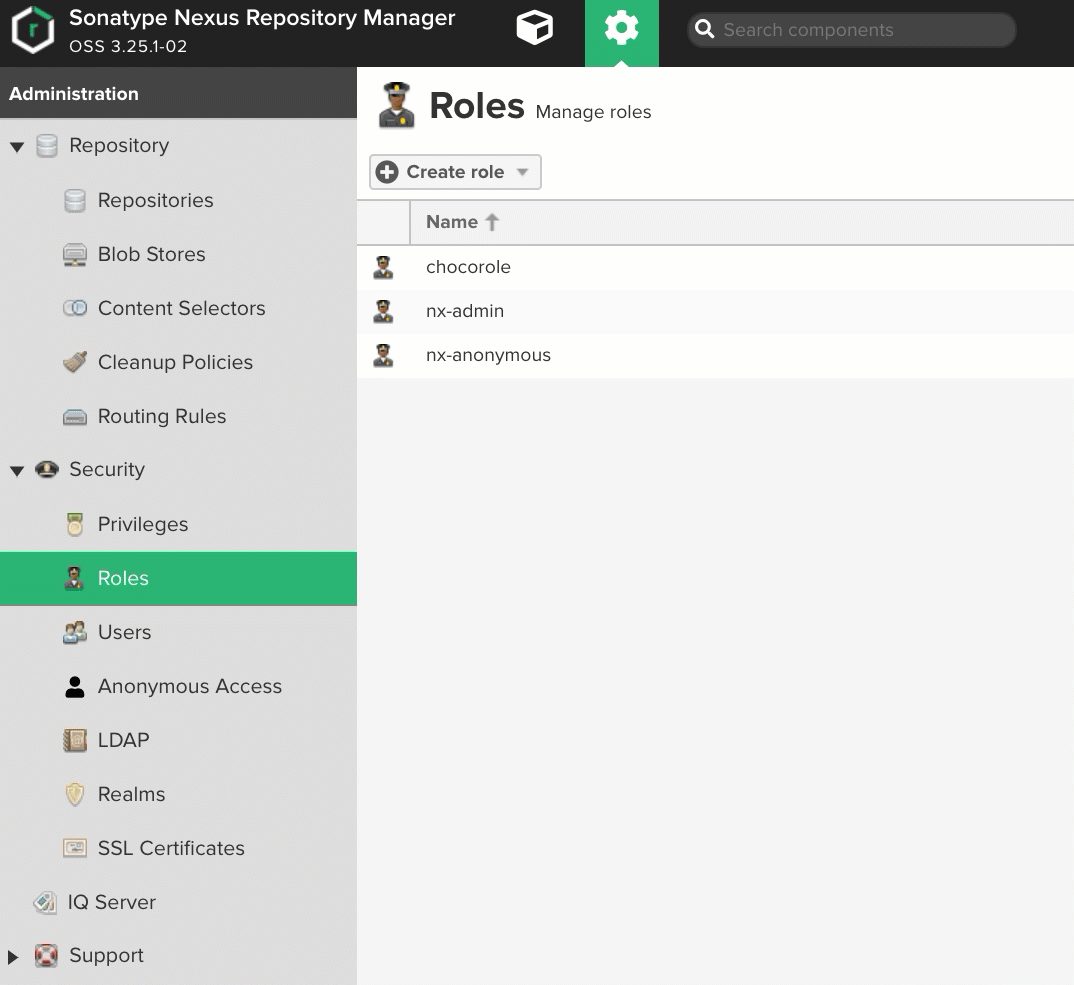 Sonatype Nexus Repository Manager
OSS 3.25.1-02
Search components
Administration
Repository
Repositories
Blob Stores
Content Selectors
Cleanup Policies
Routing Rules
Security
Privileges
Roles
Users
Anonymous Access
LDAP
Realms
SSL Certificates
IQ Server
Support
Roles Manage roles
Create role
Name
chocorole
nx-admin
nx-anonymous